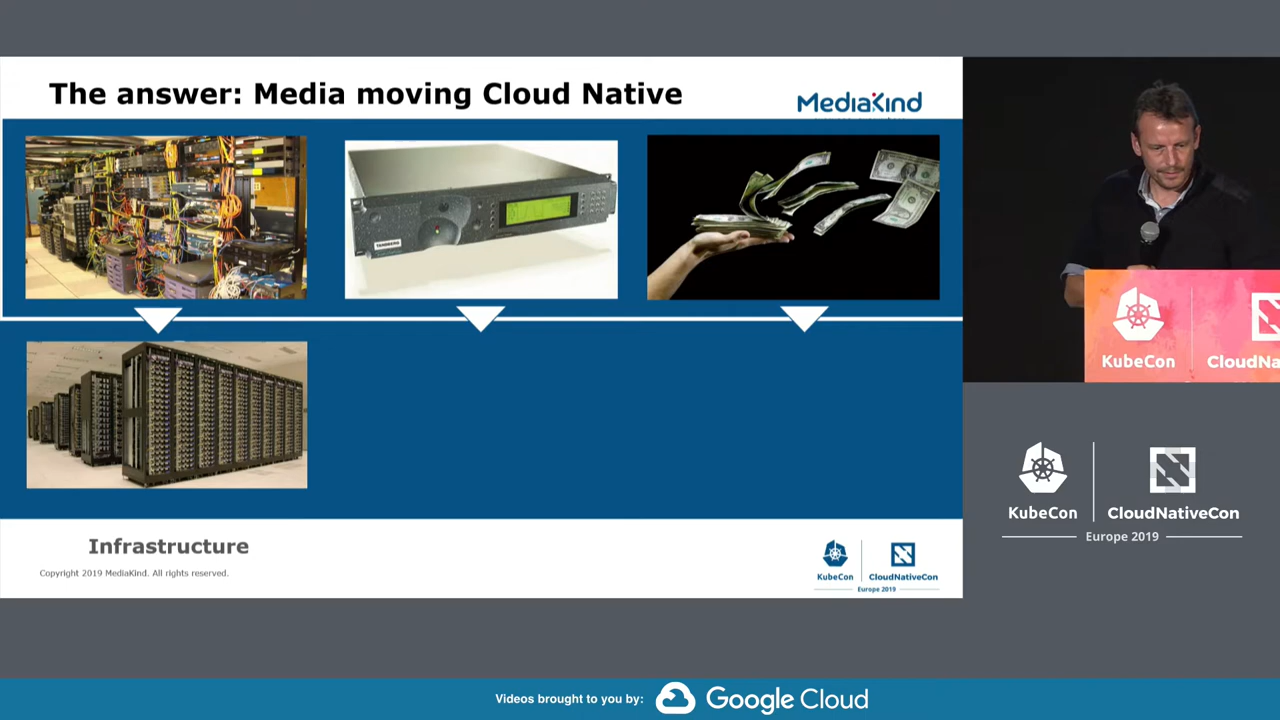 The answer: Media moving Cloud Native
MediaKind
TANDBERG
Infrastructure
Copyright 2019 MediaKind. All rights reserved.
KubeCon
CloudNativeCon
Europe 2019
KubeCon
CloudNa
KubeCon
CloudNativeCon
Europe 2019
Videos brought to you by:
Google Cloud